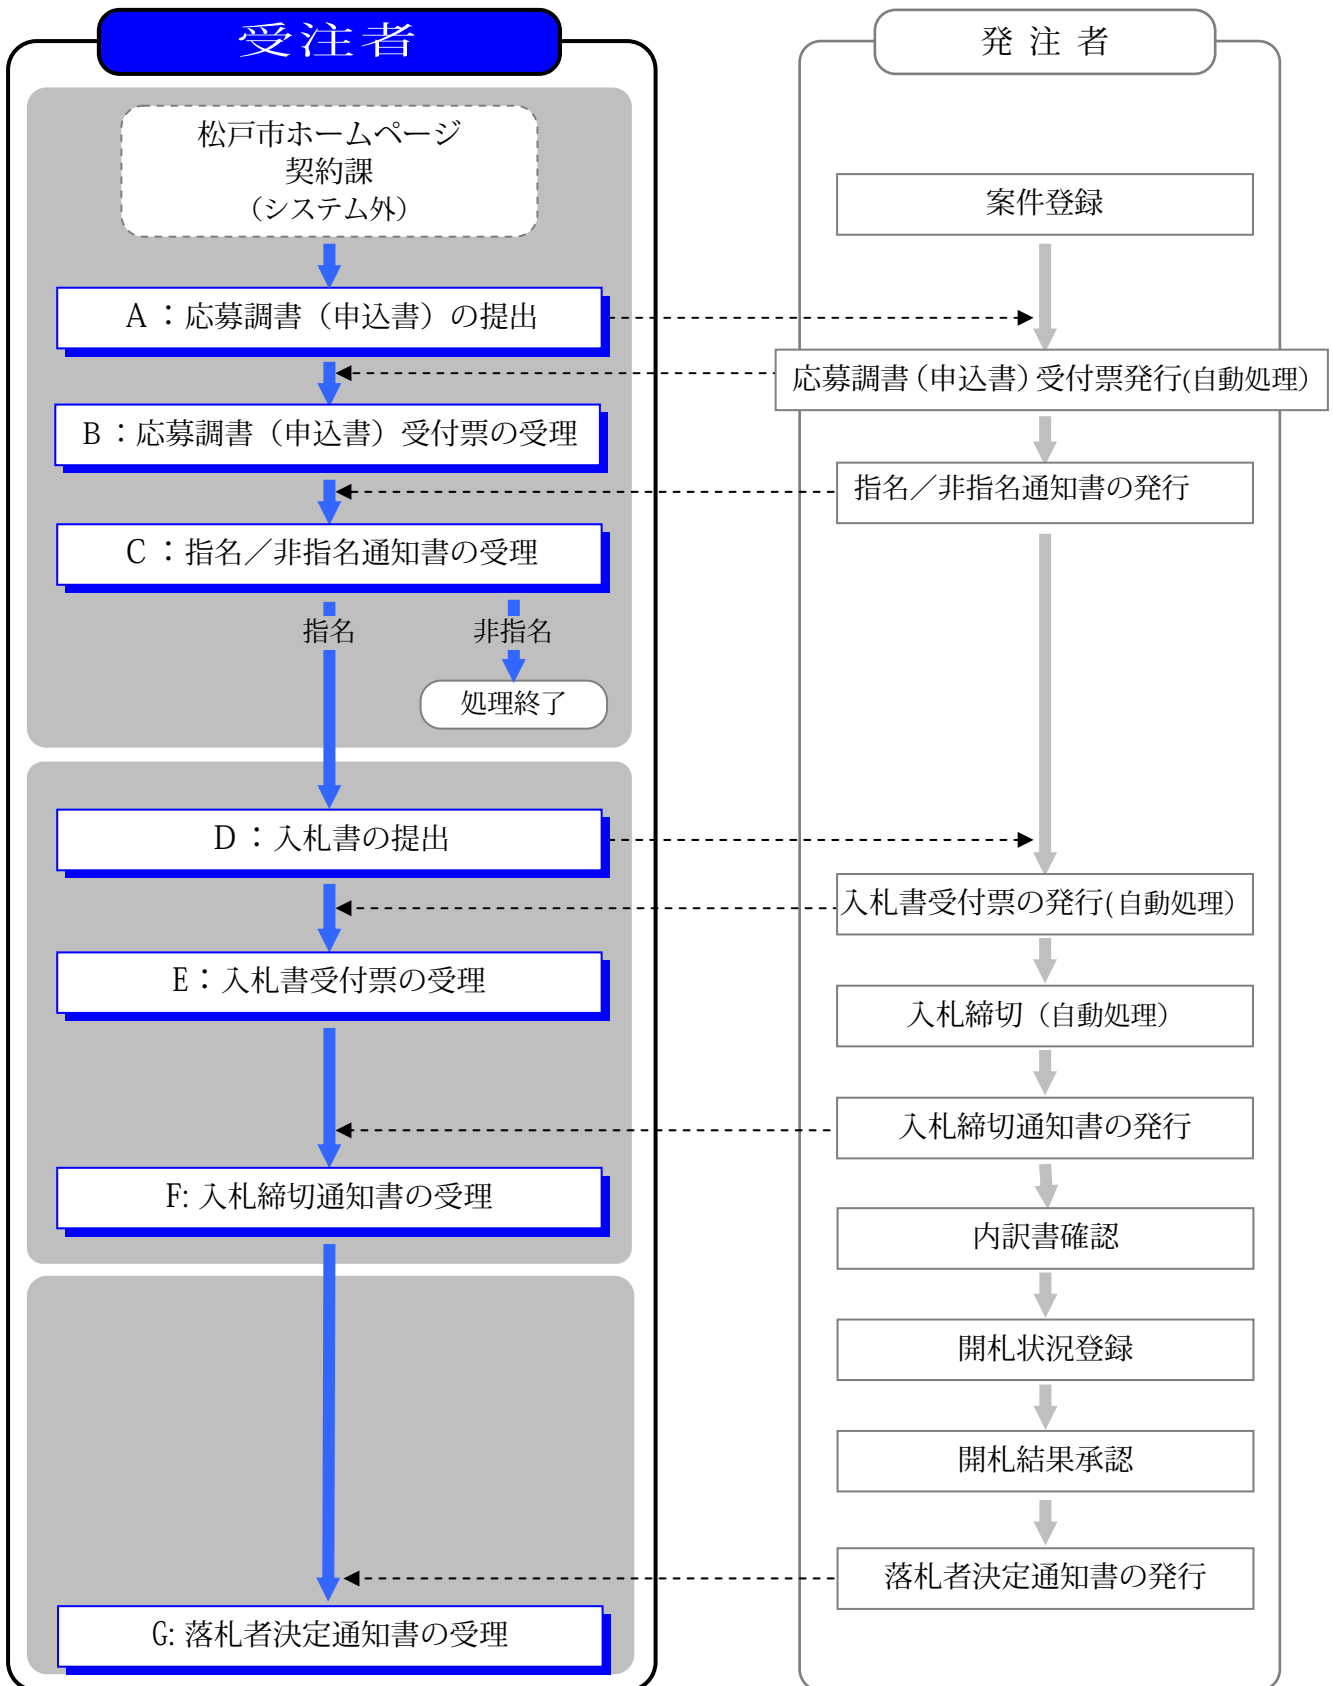 受注者
松戸市ホームページ
契約課
（システム外）
A：応募調書（申込書）の提出
B：応募調書（申込書）受付票の受理
C：指名／非指名通知書の受理
指名
非指名
処理終了
D：入札書の提出
E：入札書受付票の受理
F: 入札締切通知書の受理
G: 落札者決定通知書の受理
発 注 者
案件登録
応募調書（申込書）受付票発行(自動処理）
指名／非指名通知書の発行
入札書受付票の発行(自動処理）
入札締切（自動処理）
入札締切通知書の発行
内訳書確認
開札状況登録
開札結果承認
落札者決定通知書の発行